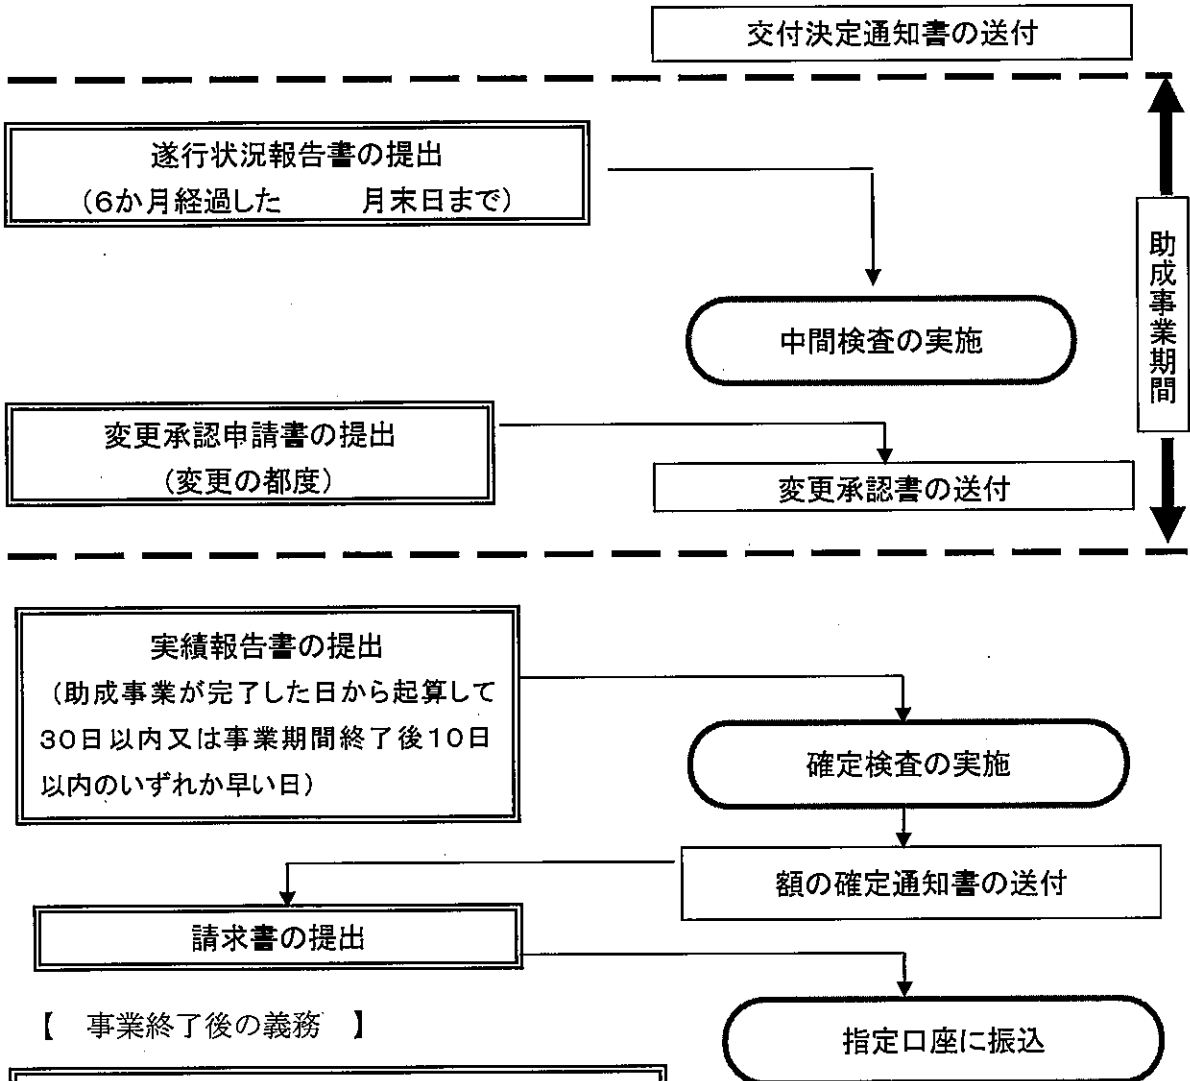 交付決定通知書の送付
遂行状況報告書の提出
（6か月経過した　　月末日まで）
助成事業期間
中間検査の実施
変更承認申請書の提出
（変更の都度）
変更承認書の送付
実績報告書の提出
（助成事業が完了した日から起算して
30日以内又は事業期間終了後10日
以内のいずれか早い日）
確定検査の実施
額の確定通知書の送付
請求書の提出
【　事業終了後の義務　】
指定口座に振込